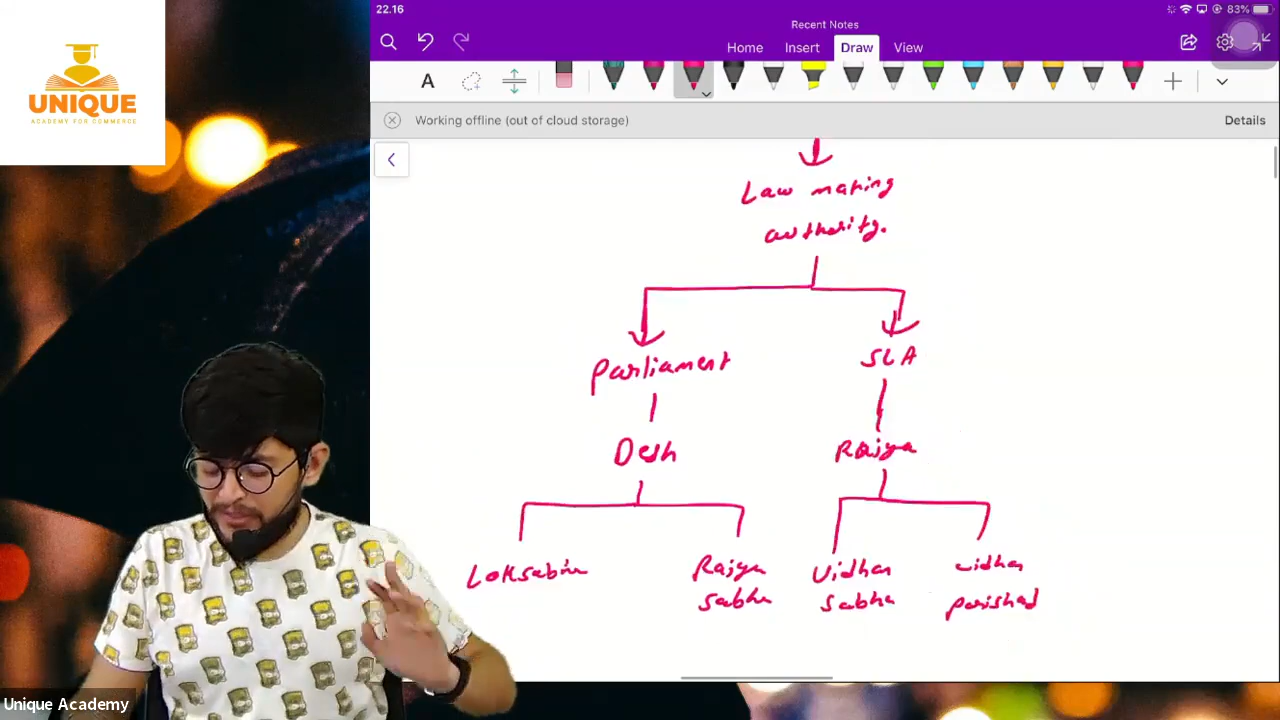 22.16
83%
Recent Notes
Home Insert Draw View
UNIQUE
ACADEMY FOR COMMERCE
A
Working offline (out of cloud storage)
Details
Law making
authority.
Parliament
SLA
Desh
Rajya
Loksabha
Rajya
sabha
Vidhan
sabha
vidhan
parishad
Unique Academy